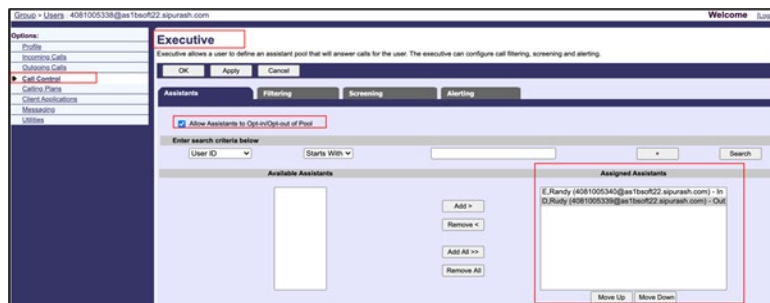 Group > Users : 4081005338@as1bsoft22.sipurash.com
Welcome [Log
Options:
Profile
Incoming Calls
Outgoing Calls
Call Control
Calling Plans
Client Applications
Messaging
Utilities
Executive
Executive allows a user to define an assistant pool that will answer calls for the user. The executive can configure call filtering, screening and alerting.
OK Apply Cancel
Assistants Filtering Screening Alerting
Allow Assistants to Opt-in/Opt-out of Pool
Enter search criteria below
User ID Starts With + Search
Available Assistants Assigned Assistants
E,Randy (4081005340@as1bsoft22.sipurash.com) - In
D,Rudy (4081005339@as1bsoft22.sipurash.com) - Out
Add >
Remove <
Add All >>
Remove All
Move Up Move Down